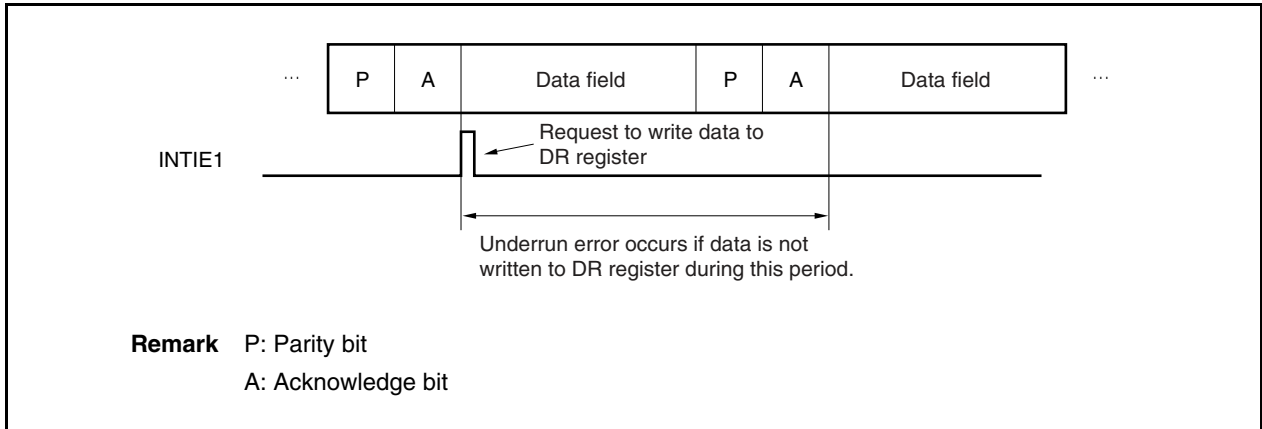 ... P A Data field P A Data field ...
INTIE1
Request to write data to
DR register
Underrun error occurs if data is not
written to DR register during this period.
Remark P: Parity bit
A: Acknowledge bit